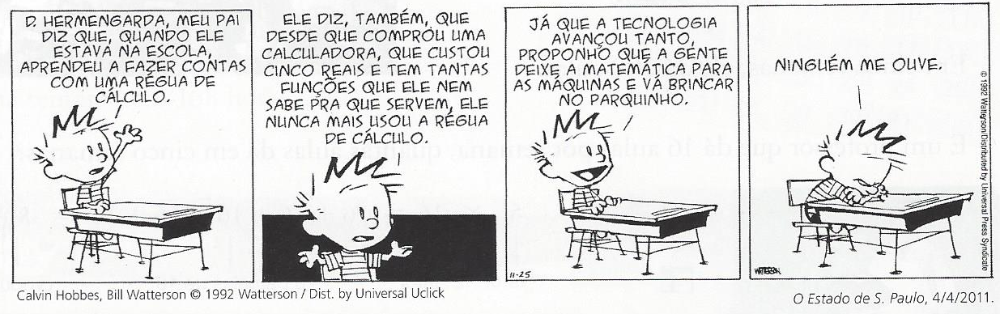 D. HERMENGARDA, MEU PAI
DIZ QUE, QUANDO ELE
ESTAVA NA ESCOLA,
APRENDEU A FAZER CONTAS
COM UMA RÉGUA DE
CÁLCULO.
ELE DIZ, TAMBÉM, QUE
DESDE QUE COMPROU UMA
CALCULADORA, QUE CUSTOU
CINCO REAIS E TEM TANTAS
FUNÇÕES QUE ELE NEM
SABE PRA QUE SERVEM, ELE
NUNCA MAIS USOU A RÉGUA
DE CÁLCULO.
JÁ QUE A TECNOLOGIA
AVANÇOU TANTO,
PROPONHO QUE A GENTE
DEIXE A MATEMÁTICA PARA
AS MÁQUINAS E VÁ BRINCAR
NO PARQUINHO.
11-25
NINGUÉM ME OUVE.
WATTERSON
© 1992 Watterson/Distributed by Universal Press Syndicate
Calvin Hobbes, Bill Watterson © 1992 Watterson / Dist. by Universal Uclick
O Estado de S. Paulo, 4/4/2011.